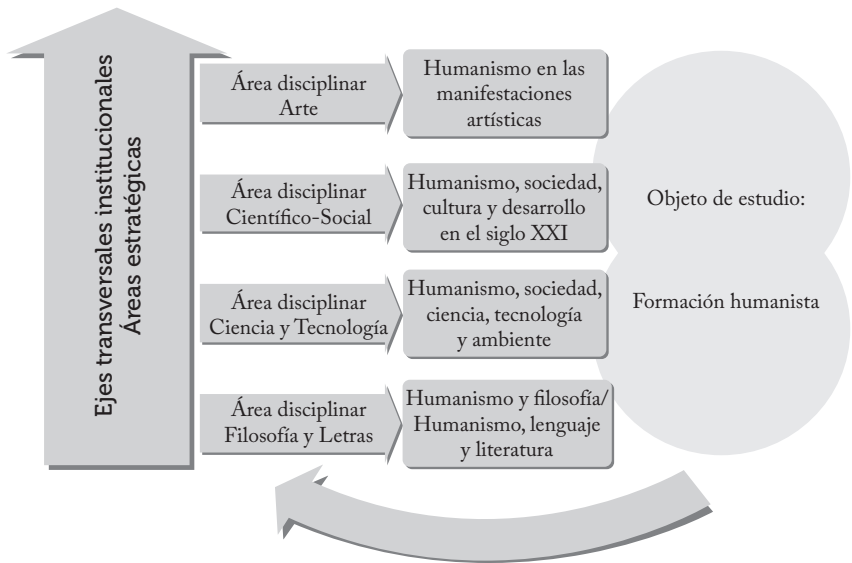 Ejes transversales institucionales
Áreas estratégicas
Área disciplinar
Arte
Humanismo en las
manifestaciones
artísticas
Área disciplinar
Científico-Social
Humanismo, sociedad,
cultura y desarrollo
en el siglo XXI
Objeto de estudio:
Área disciplinar
Ciencia y Tecnología
Humanismo, sociedad,
ciencia, tecnología
y ambiente
Formación humanista
Área disciplinar
Filosofía y Letras
Humanismo y filosofía/
Humanismo, lenguaje
y literatura